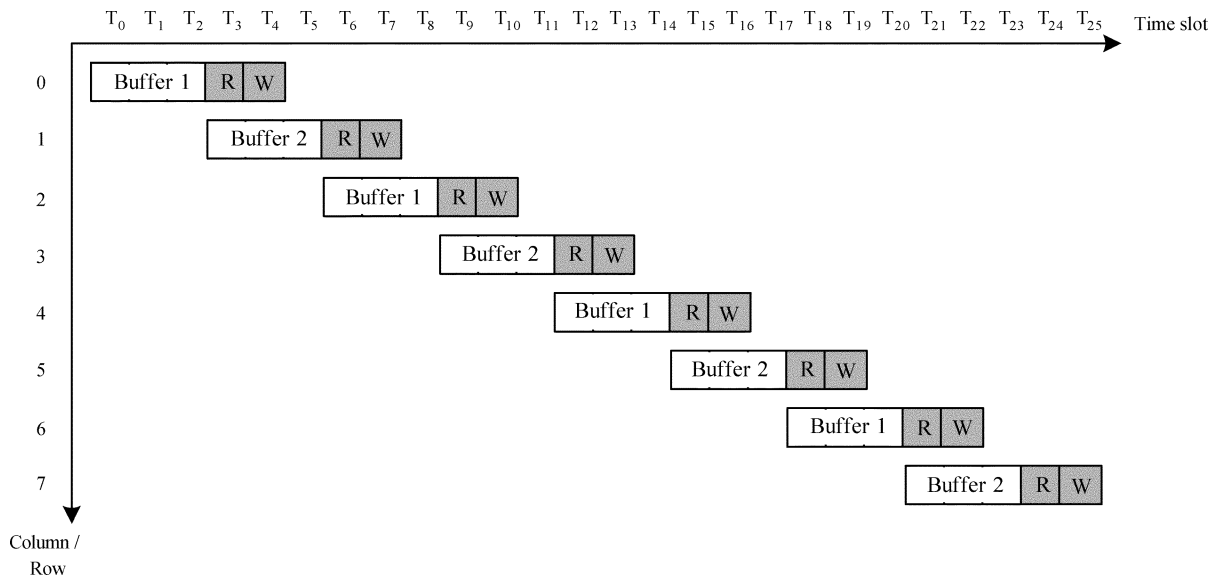 T0 T1 T2 T3 T4 T5 T6 T7 T8 T9 T10 T11 T12 T13 T14 T15 T16 T17 T18 T19 T20 T21 T22 T23 T24 T25 Time slot
0 Buffer 1 R W
1 Buffer 2 R W
2 Buffer 1 R W
3 Buffer 2 R W
4 Buffer 1 R W
5 Buffer 2 R W
6 Buffer 1 R W
7 Buffer 2 R W
Column /
Row